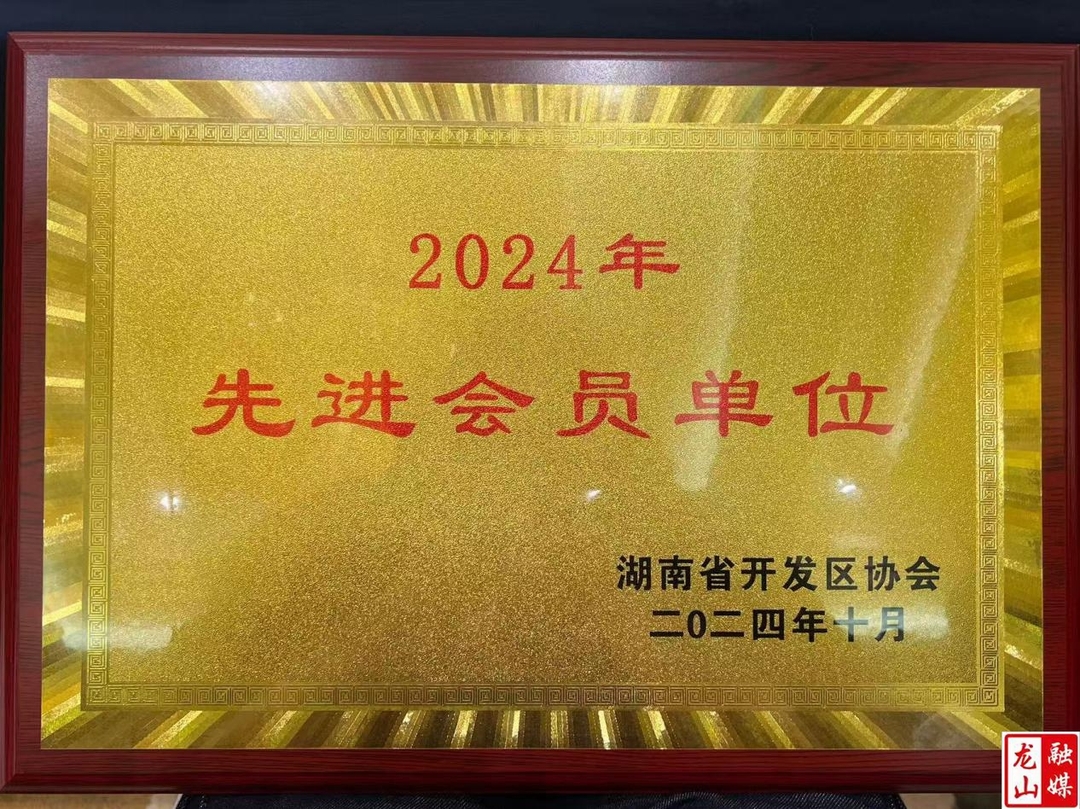 2024年
先进会员单位
湖南省开发区协会
二0二四年十月
龙山
融媒